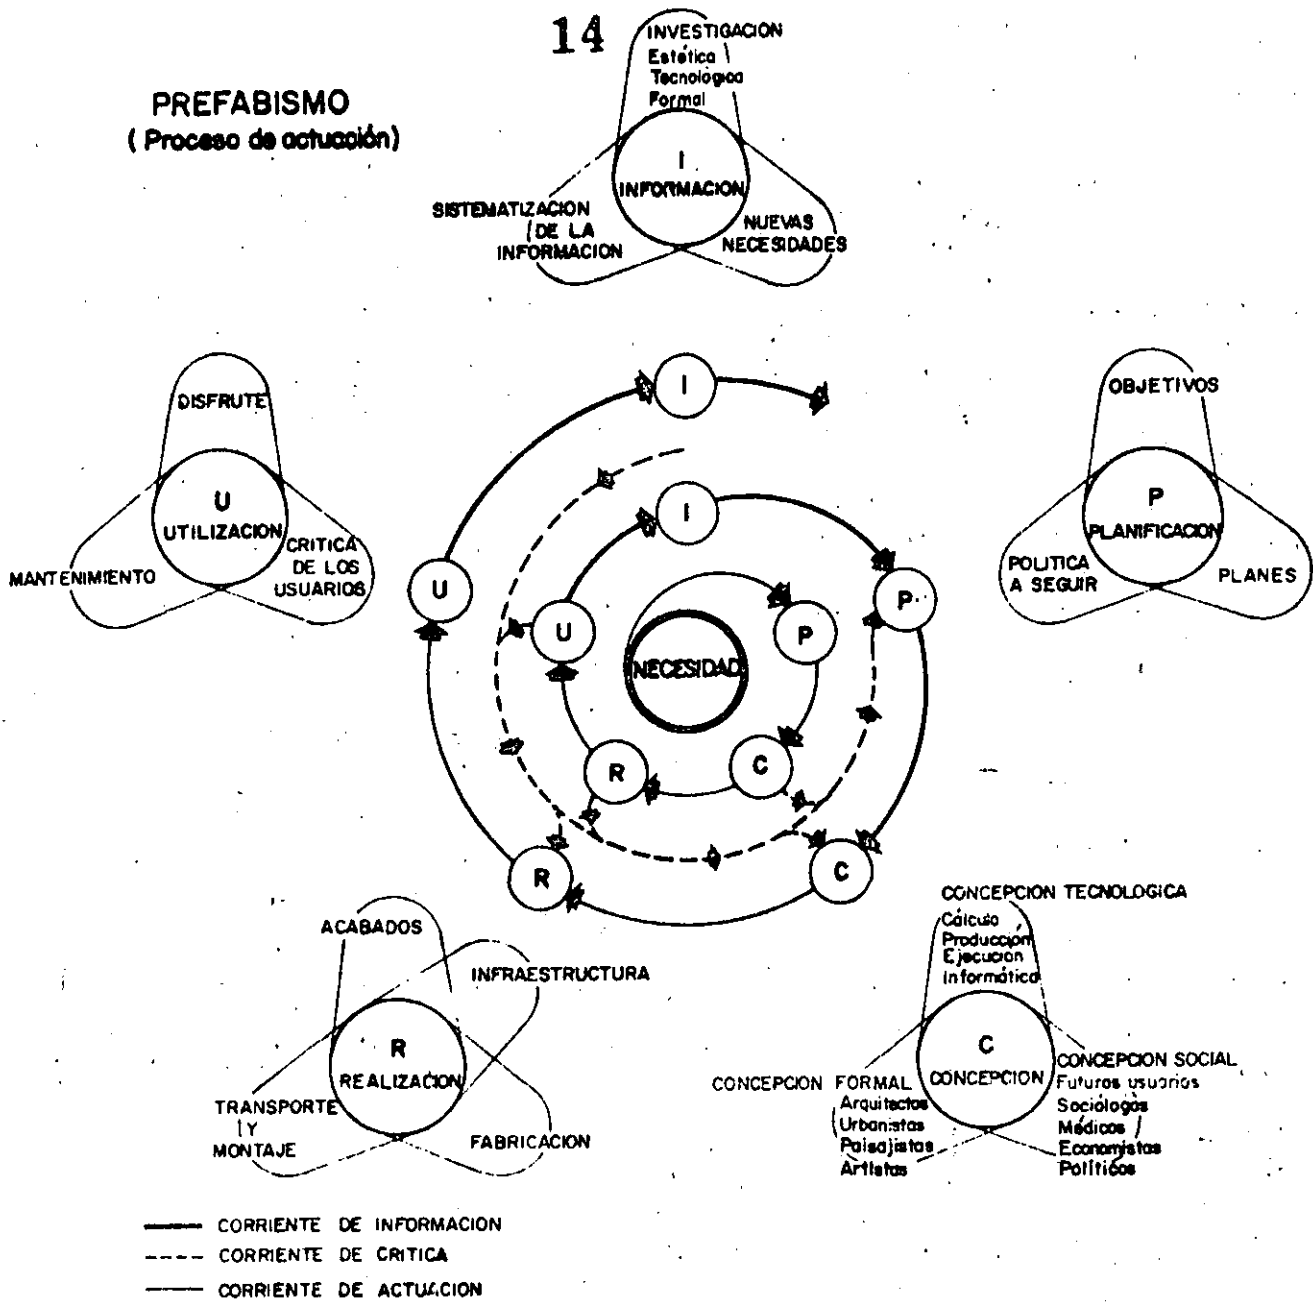 14
PREFABISMO
( Proceso de actuación)
INVESTIGACION
Estética
Tecnológica
Formal
I
INFORMACION
SISTEMATIZACION
DE LA
INFORMACION
NUEVAS
NECESIDADES
DISFRUTE
U
UTILIZACION
MANTENIMIENTO
CRITICA
DE LOS
USUARIOS
OBJETIVOS
P
PLANIFICACION
POLITICA
A SEGUIR
PLANES
I
I
U
P
U
P
NECESIDAD
R
C
R
C
ACABADOS
INFRAESTRUCTURA
R
REALIZACION
TRANSPORTE
Y
MONTAJE
FABRICACION
CONCEPCION TECNOLOGICA
Cálculo
Producción
Ejecución
Informática
C
CONCEPCION
CONCEPCION FORMAL
Arquitectos
Urbanistas
Paisajistas
Artistas
CONCEPCION SOCIAL
Futuros usuarios
Sociólogos
Médicos
Economistas
Políticos
CORRIENTE DE INFORMACION
CORRIENTE DE CRITICA
CORRIENTE DE ACTUACION